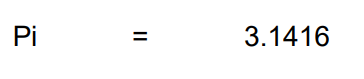 Pi = 3.1416